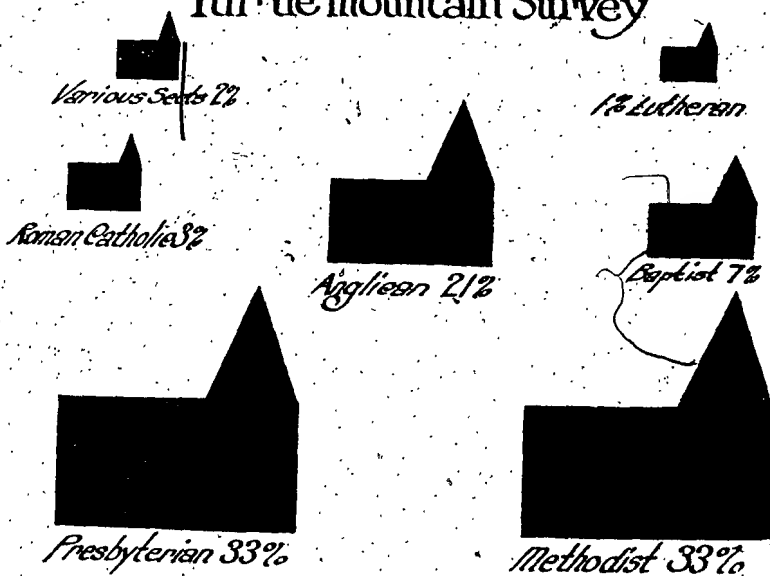 Turtle Mountain Survey
Various Sects 2%
1% Lutheran
Roman Catholic 3%
Anglican 21%
Baptist 7%
Presbyterian 33%
Methodist 33%